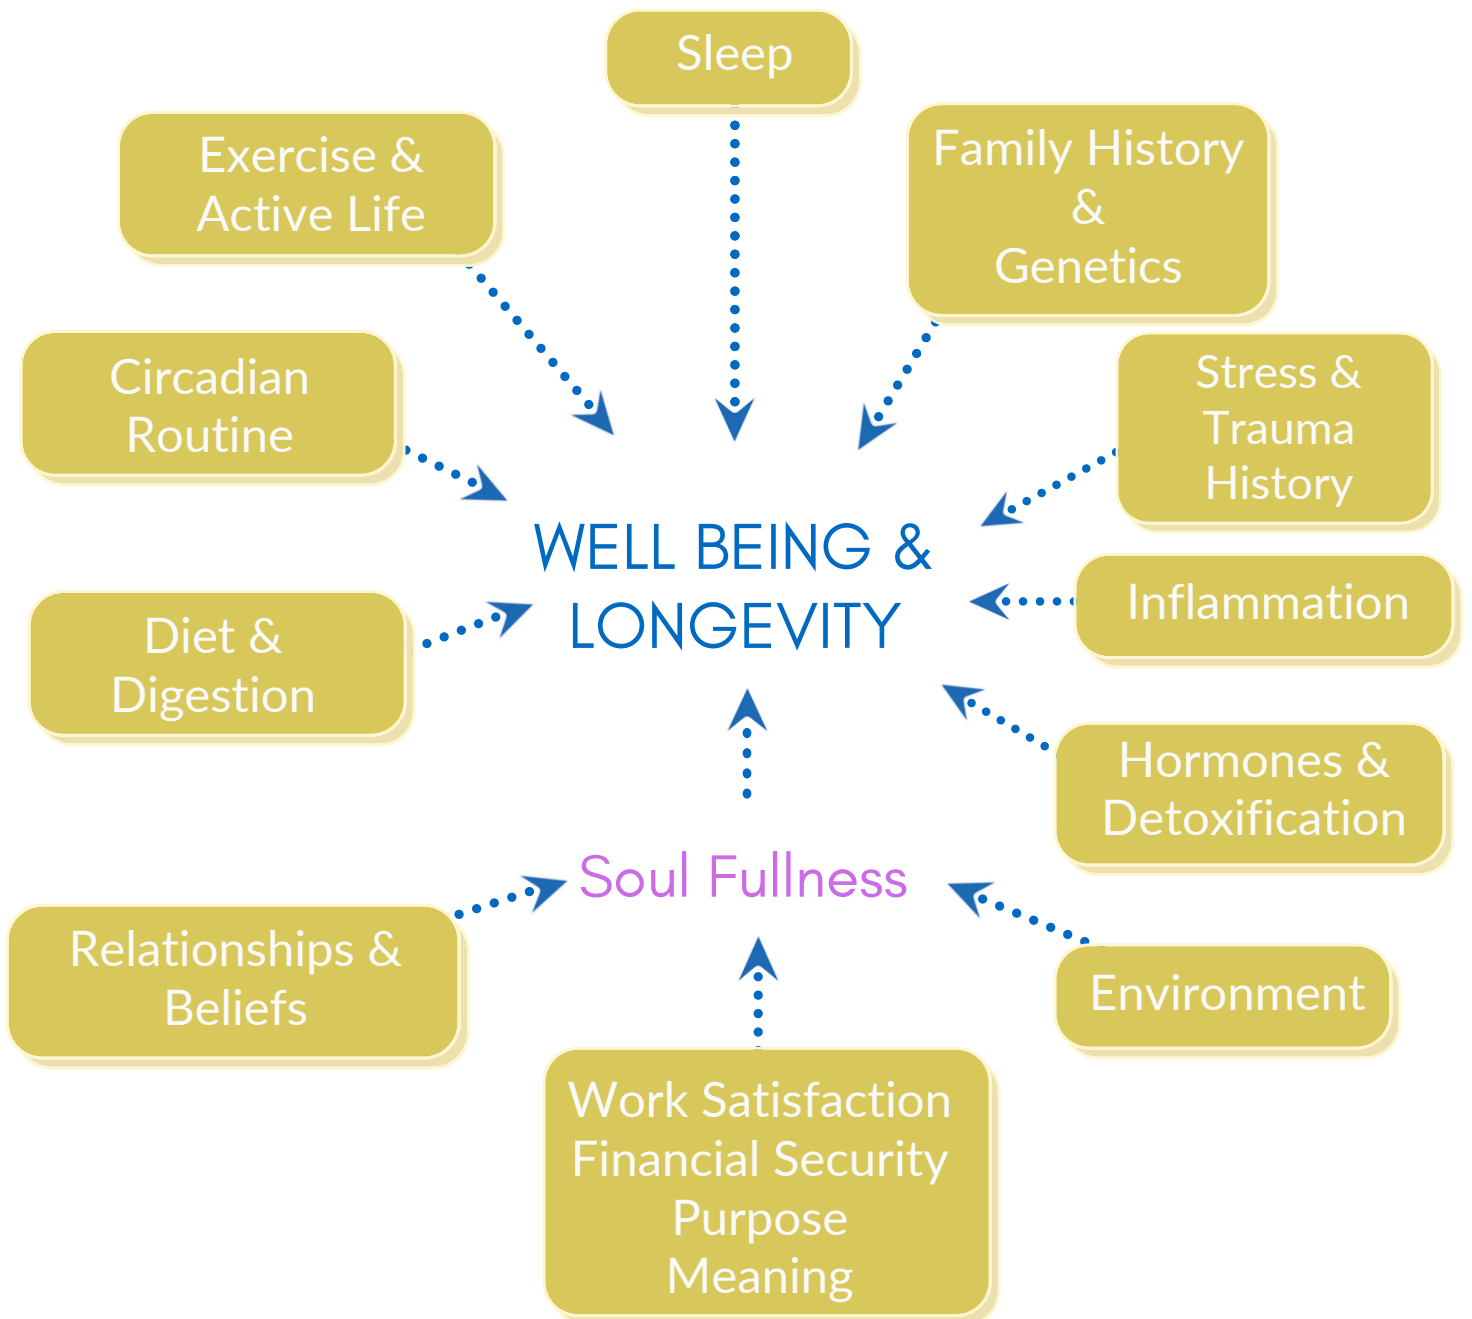 Sleep
Exercise &
Active Life
Family History
&
Genetics
Circadian
Routine
Stress &
Trauma
History
WELL BEING &
LONGEVITY
Inflammation
Diet &
Digestion
Hormones &
Detoxification
Soul Fullness
Relationships &
Beliefs
Environment
Work Satisfaction
Financial Security
Purpose
Meaning